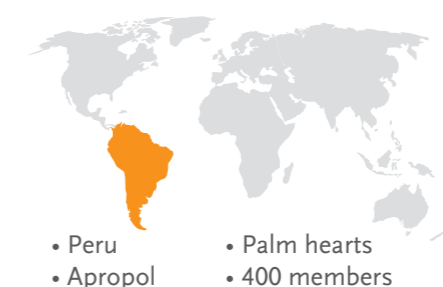 • Peru
• Apropol
• Palm hearts
• 400 members